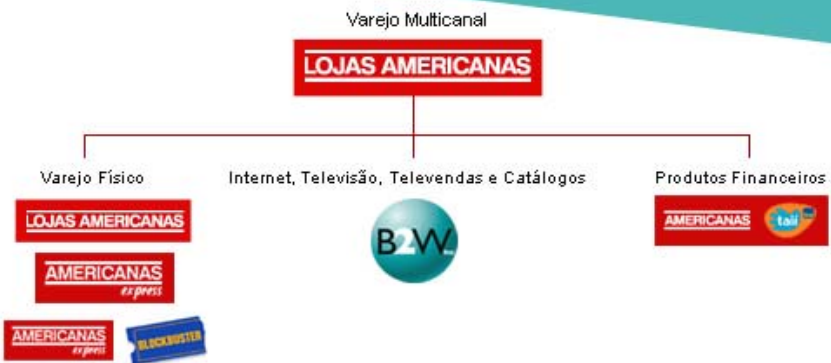 Varejo Multicanal
LOJAS AMERICANAS
Varejo Físico
Internet, Televisão, Televendas e Catálogos
Produtos Financeiros
LOJAS AMERICANAS
B2W
AMERICANAS
taií
AMERICANAS
express
AMERICANAS
express
BLOCKBUSTER